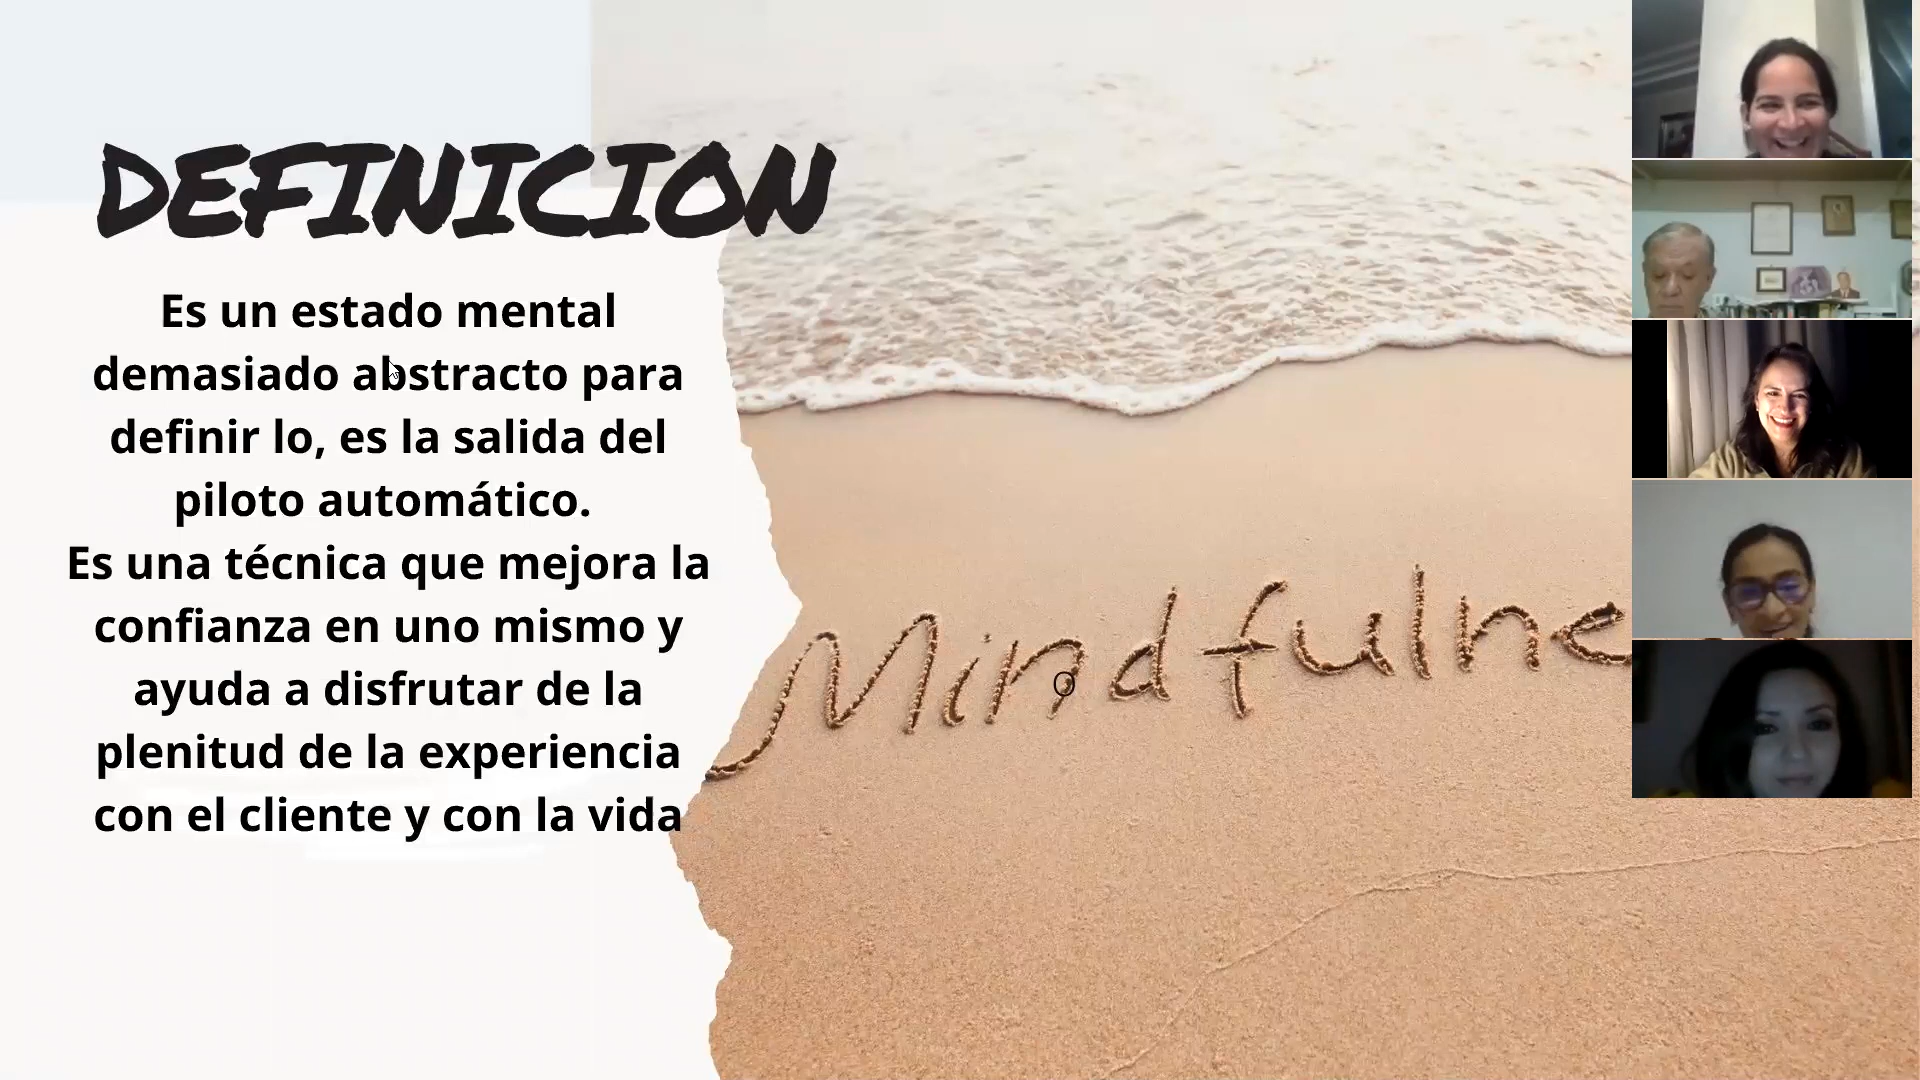 DEFINICION
Es un estado mental
demasiado abstracto para
definir lo, es la salida del
piloto automático.
Es una técnica que mejora la
confianza en uno mismo y
ayuda a disfrutar de la
plenitud de la experiencia
con el cliente y con la vida
Mindfulne
O